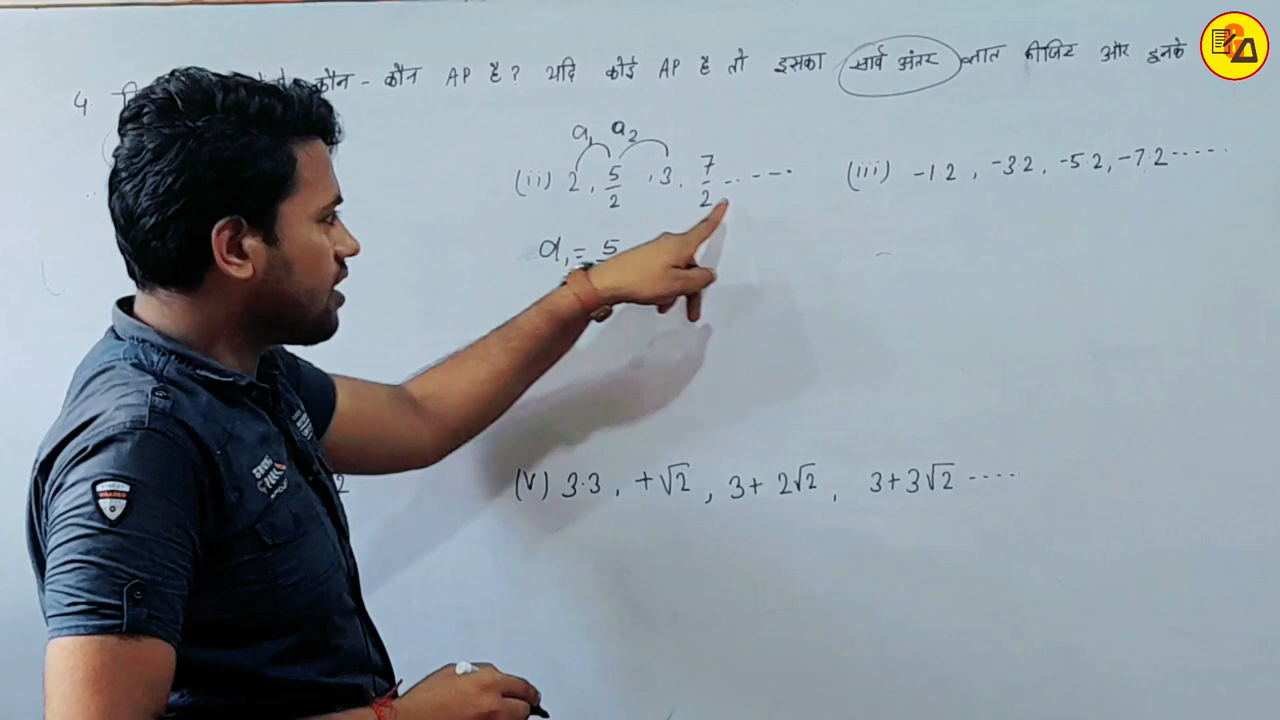 4 कौन - कौन AP है? यदि कोई AP है तो इसका सार्व अंतर ज्ञात कीजिए और इनके
a₁ a₂
(ii) 2, 5/2, 3, 7/2 ------
(iii) -1.2, -3.2, -5.2, -7.2 ......
a₁ = 5
2
(v) 3.3, +√2, 3+ 2√2, 3+3√2 ----